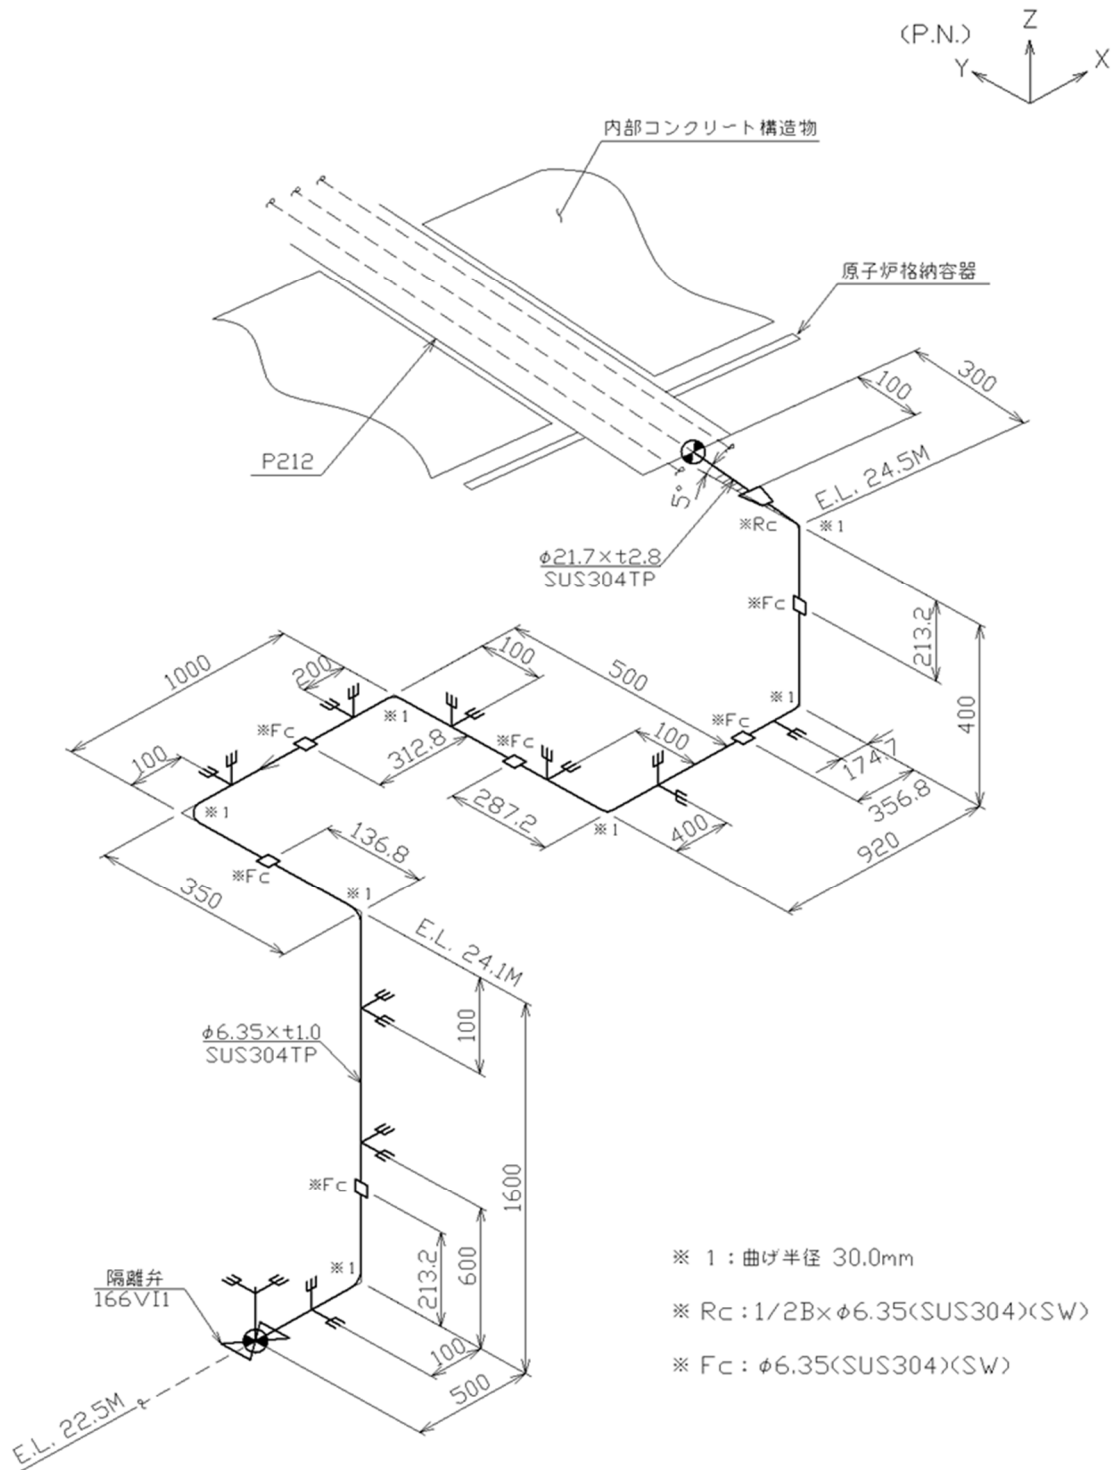 (P.N.)
Z
Y
X
内部コンクリート構造物
原子炉格納容器
P212
100
300
E.L. 24.5M
5°
※Rc
※1
φ21.7×t2.8
SUS304TP
※Fc
213.2
400
※1
※Fc
174.7
356.8
920
1000
200
100
500
※1
※Fc
312.8
※Fc
100
287.2
400
※1
100
※1
136.8
※Fc
350
※1
E.L. 24.1M
100
φ6.35×t1.0
SUS304TP
1600
※Fc
600
213.2
※1
隔離弁
166VI1
100
500
E.L. 22.5M
※ 1 : 曲げ半径 30.0mm
※ Rc : 1/2B×φ6.35(SUS304)(SW)
※ Fc : φ6.35(SUS304)(SW)